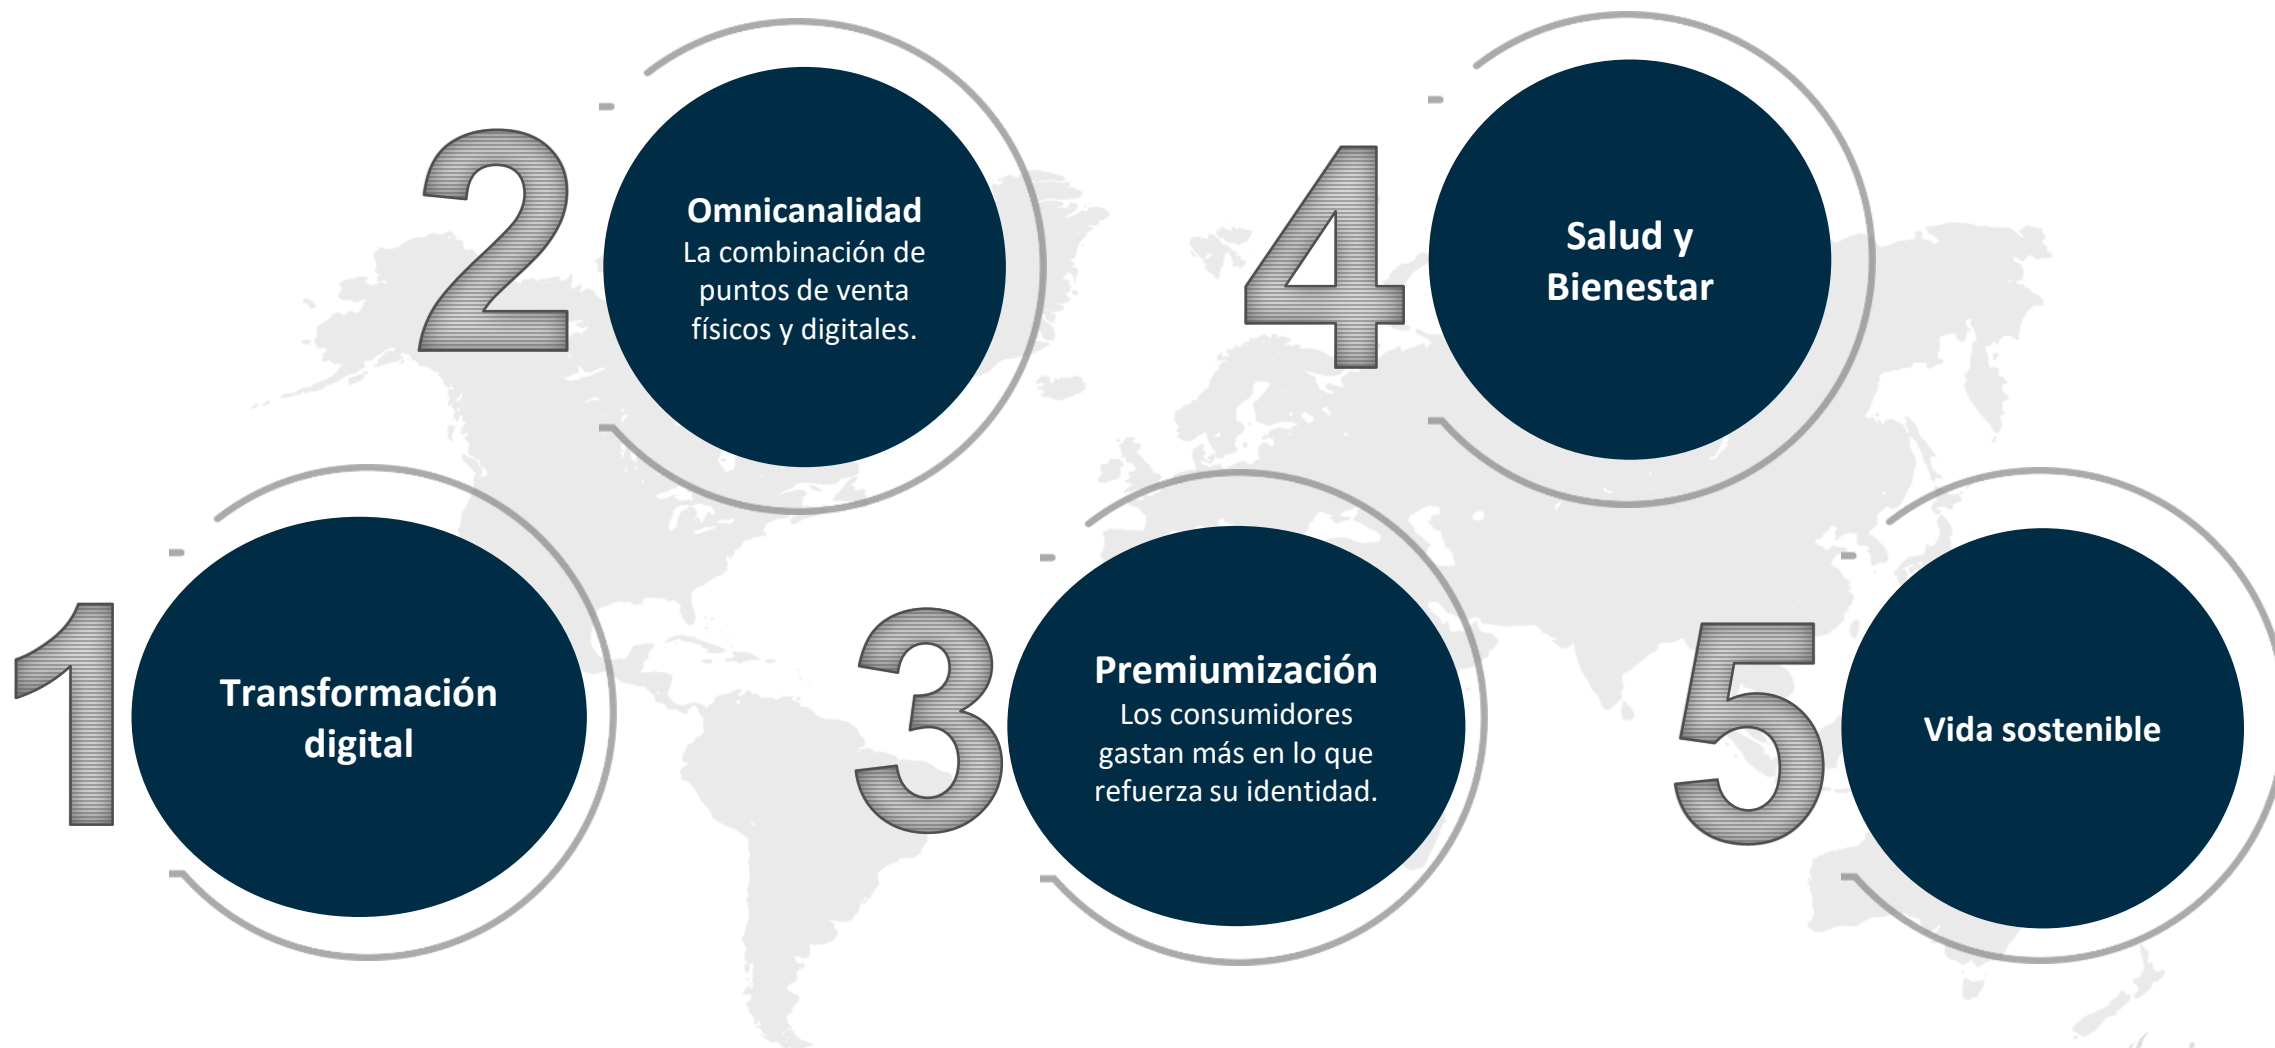 1
Transformación
digital
2
Omnicanalidad
La combinación de
puntos de venta
físicos y digitales.
3
Premiumización
Los consumidores
gastan más en lo que
refuerza su identidad.
4
Salud y
Bienestar
5
Vida sostenible